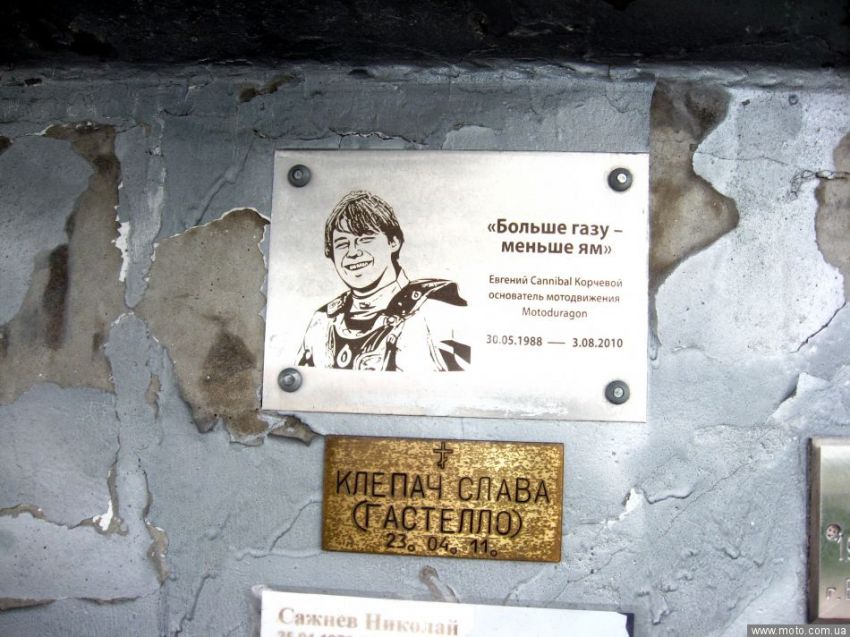 «Больше газу –
меньше ям»
Евгений Cannibal Корчевой
основатель мотодвижения
Motoduragon
30.05.1988 — 3.08.2010
КЛЕПАЧ СЛАВА
(ГАСТЕЛЛО)
23. 04. 11.
Сажнев Николай
www.moto.com.ua